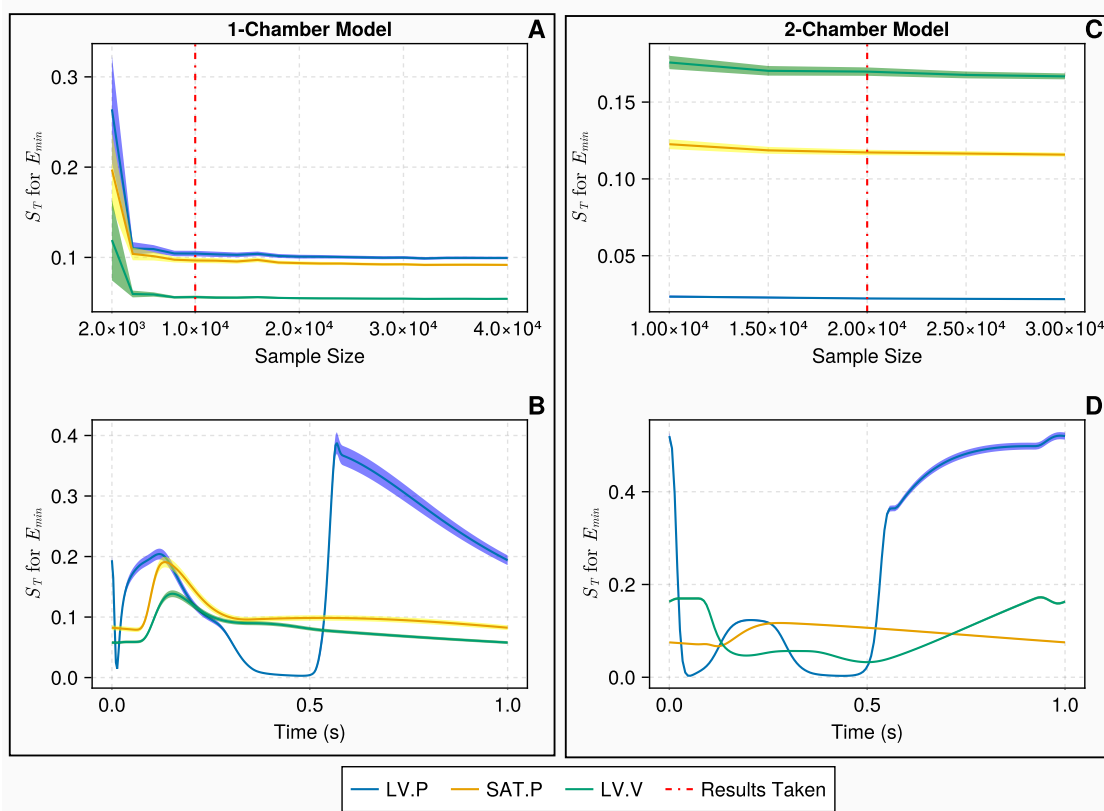 1-Chamber Model
A
S_T for E_min
0.3
0.2
0.1
2.0×10³
1.0×10⁴
2.0×10⁴
3.0×10⁴
4.0×10⁴
Sample Size
2-Chamber Model
C
S_T for E_min
0.15
0.10
0.05
1.00×10⁴
1.50×10⁴
2.00×10⁴
2.50×10⁴
3.00×10⁴
Sample Size
B
S_T for E_min
0.4
0.3
0.2
0.1
0.0
0.0
0.5
1.0
Time (s)
D
S_T for E_min
0.4
0.2
0.0
0.0
0.5
1.0
Time (s)
LV.P SAT.P LV.V Results Taken